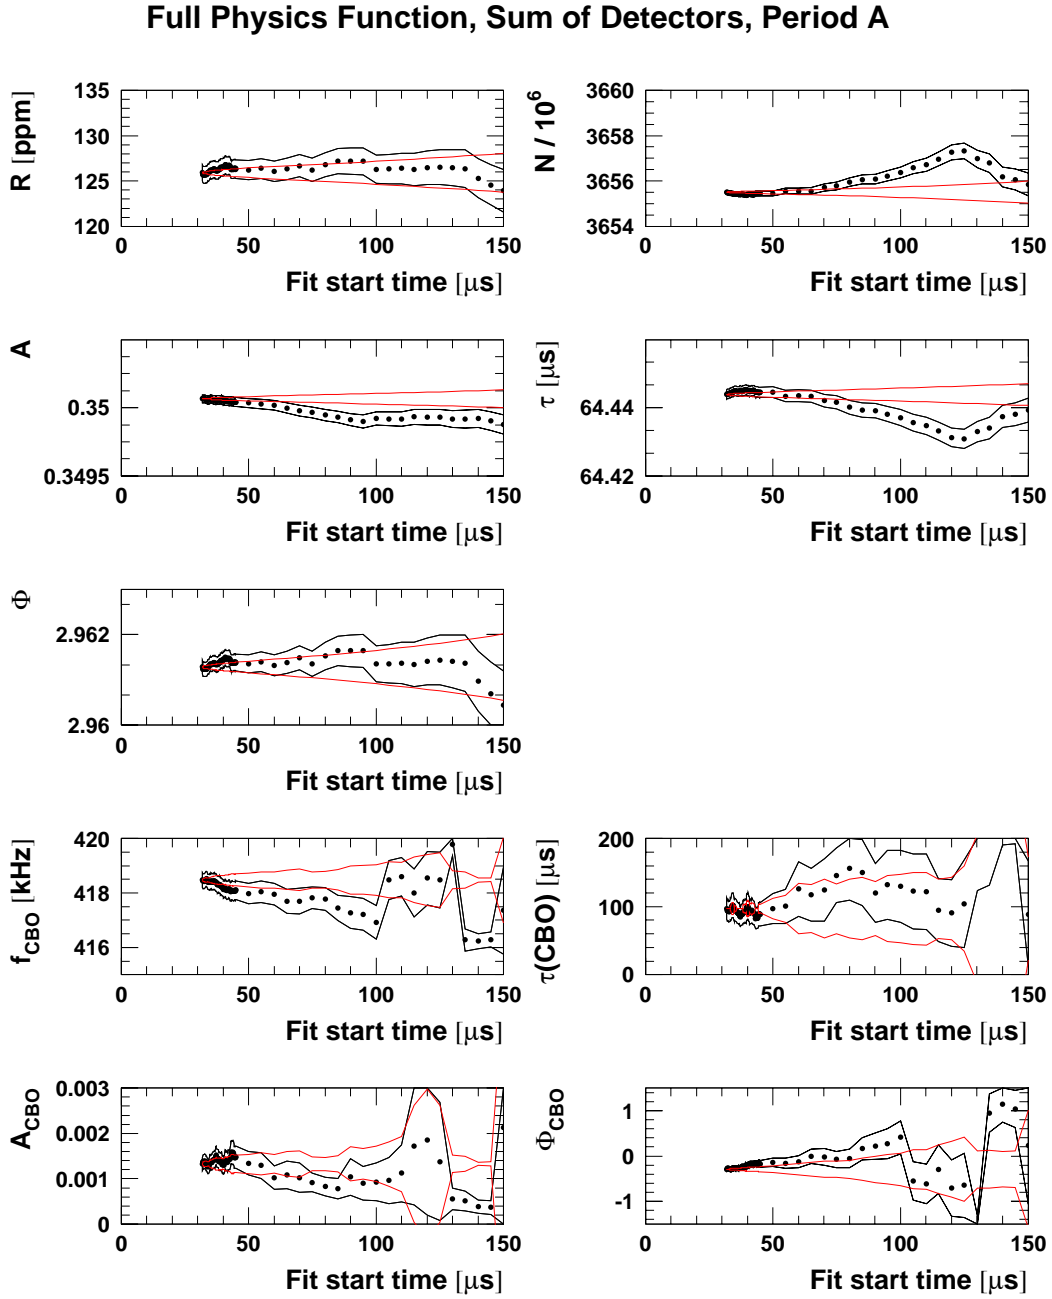 Full Physics Function, Sum of Detectors, Period A
R [ppm]
135
130
125
120
0 50 100 150
Fit start time [μs]
N / 10⁶
3660
3658
3656
3654
0 50 100 150
Fit start time [μs]
A
0.35
0.3495
0 50 100 150
Fit start time [μs]
τ [μs]
64.44
64.42
0 50 100 150
Fit start time [μs]
Φ
2.962
2.96
0 50 100 150
Fit start time [μs]
f_CBO [kHz]
420
418
416
0 50 100 150
Fit start time [μs]
τ(CBO) [μs]
200
100
0
0 50 100 150
Fit start time [μs]
A_CBO
0.003
0.002
0.001
0
0 50 100 150
Fit start time [μs]
Φ_CBO
1
0
-1
0 50 100 150
Fit start time [μs]